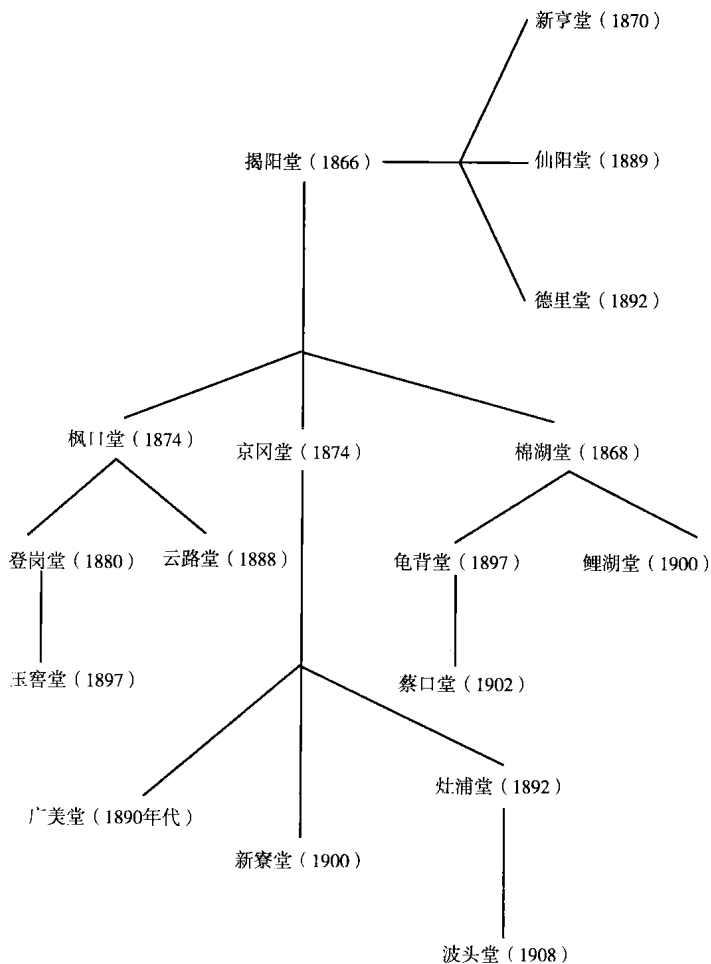 新亨堂（1870）
揭阳堂（1866）
仙阳堂（1889）
德里堂（1892）
枫口堂（1874）
京冈堂（1874）
棉湖堂（1868）
登岗堂（1880）
云路堂（1888）
龟背堂（1897）
鲤湖堂（1900）
玉窖堂（1897）
蔡口堂（1902）
广美堂（1890年代）
灶浦堂（1892）
新寮堂（1900）
波头堂（1908）